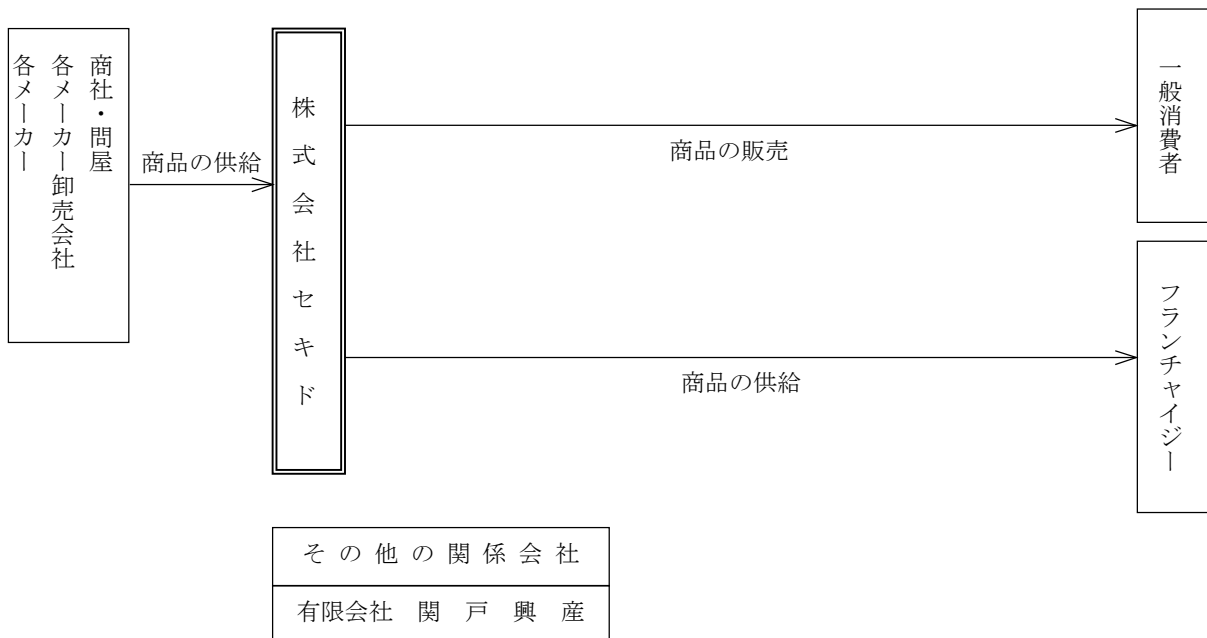 商社・問屋
各メーカー卸売会社
各メーカー
商品の供給
株式会社セキド
商品の販売
一般消費者
商品の供給
フランチャイジー
その他の関係会社
有限会社 関戸興産